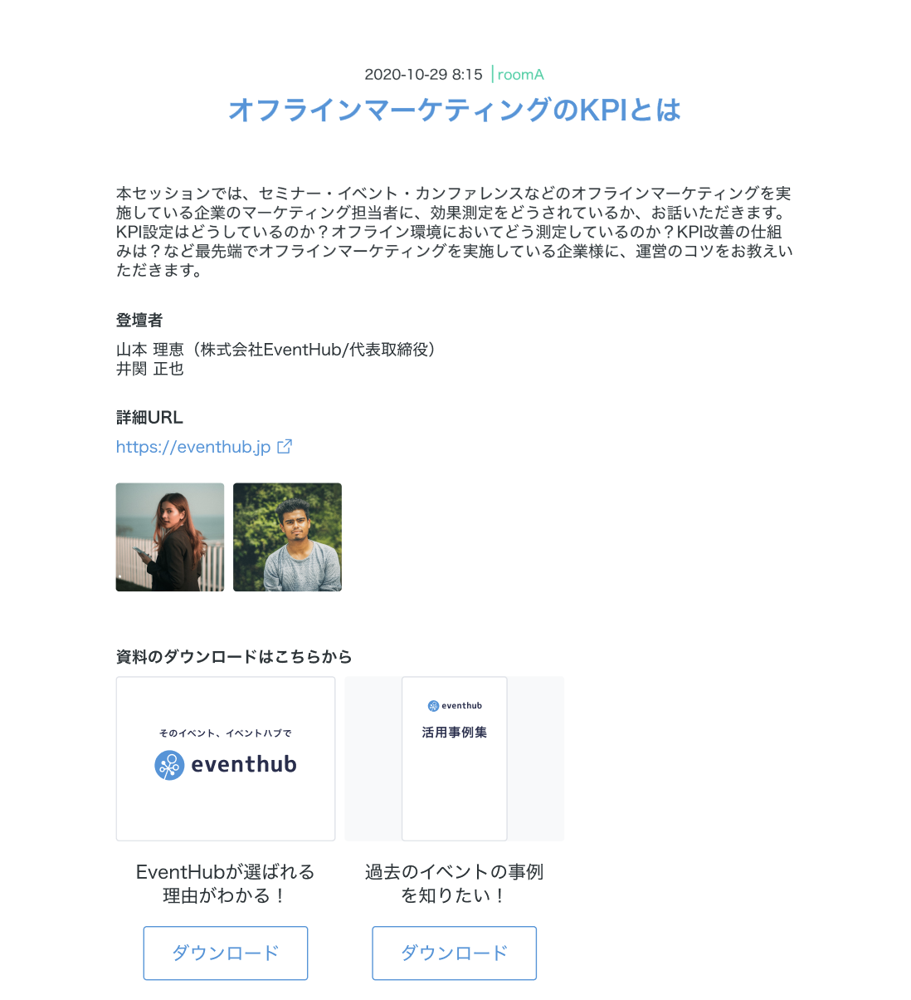 2020-10-29 8:15 roomA
オフラインマーケティングのKPIとは
本セッションでは、セミナー・イベント・カンファレンスなどのオフラインマーケティングを実
施している企業のマーケティング担当者に、効果測定をどうされているか、お話いただきます。
KPI設定はどうしているのか？オフライン環境においてどう測定しているのか？KPI改善の仕組
みは？など最先端でオフラインマーケティングを実施している企業様に、運営のコツをお教えい
ただきます。
登壇者
山本 理恵（株式会社EventHub/代表取締役）
井関 正也
詳細URL
https://eventhub.jp
資料のダウンロードはこちらから
そのイベント、イベントハブで
eventhub
eventhub
活用事例集
EventHubが選ばれる
理由がわかる！
過去のイベントの事例
を知りたい！
ダウンロード
ダウンロード